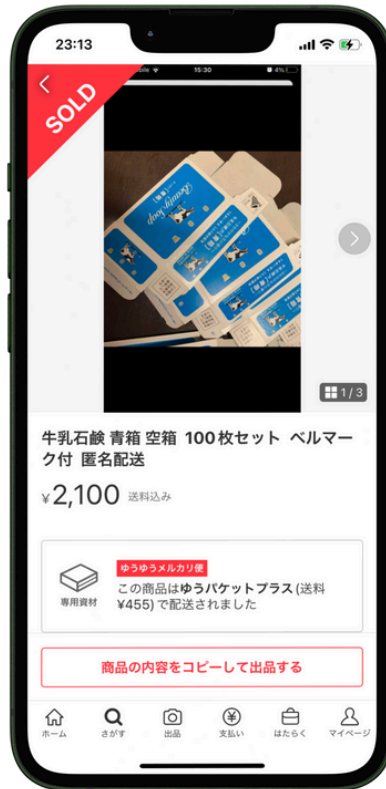 23:13
15:30
4%
SOLD
Beauty Soap
1/3
牛乳石鹸 青箱 空箱 100枚セット ベルマー
ク付 匿名配送
¥2,100 送料込み
ゆうゆうメルカリ便
この商品はゆうパケットプラス(送料
¥455)で配送されました
専用資材
商品の内容をコピーして出品する
ホーム さがす 出品 支払い はたらく マイページ